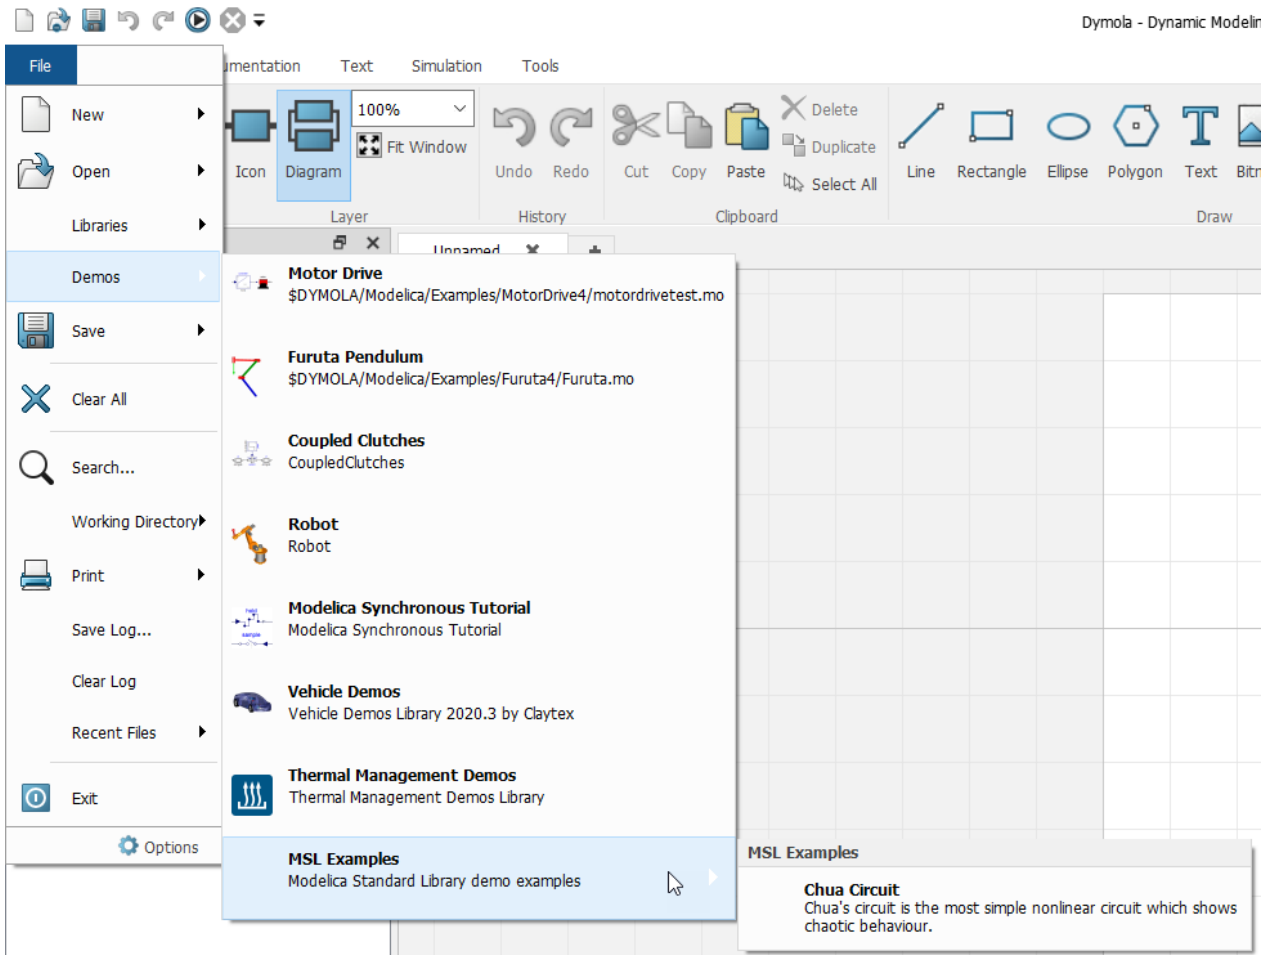 Dymola - Dynamic Modelin
File
umentation Text Simulation Tools
New
Open
Libraries
Demos
Save
Clear All
Search...
Working Directory
Print
Save Log...
Clear Log
Recent Files
Exit
Options
Icon
Diagram
100%
Fit Window
Layer
Undo
Redo
History
Cut
Copy
Paste
Delete
Duplicate
Select All
Clipboard
Line
Rectangle
Ellipse
Polygon
Text
Bitn
Draw
Unnamed
Motor Drive
$DYMOLA/Modelica/Examples/MotorDrive4/motordrivetest.mo
Furuta Pendulum
$DYMOLA/Modelica/Examples/Furuta4/Furuta.mo
Coupled Clutches
CoupledClutches
Robot
Robot
hold
sample
Modelica Synchronous Tutorial
Modelica Synchronous Tutorial
Vehicle Demos
Vehicle Demos Library 2020.3 by Claytex
Thermal Management Demos
Thermal Management Demos Library
MSL Examples
Modelica Standard Library demo examples
MSL Examples
Chua Circuit
Chua's circuit is the most simple nonlinear circuit which shows
chaotic behaviour.